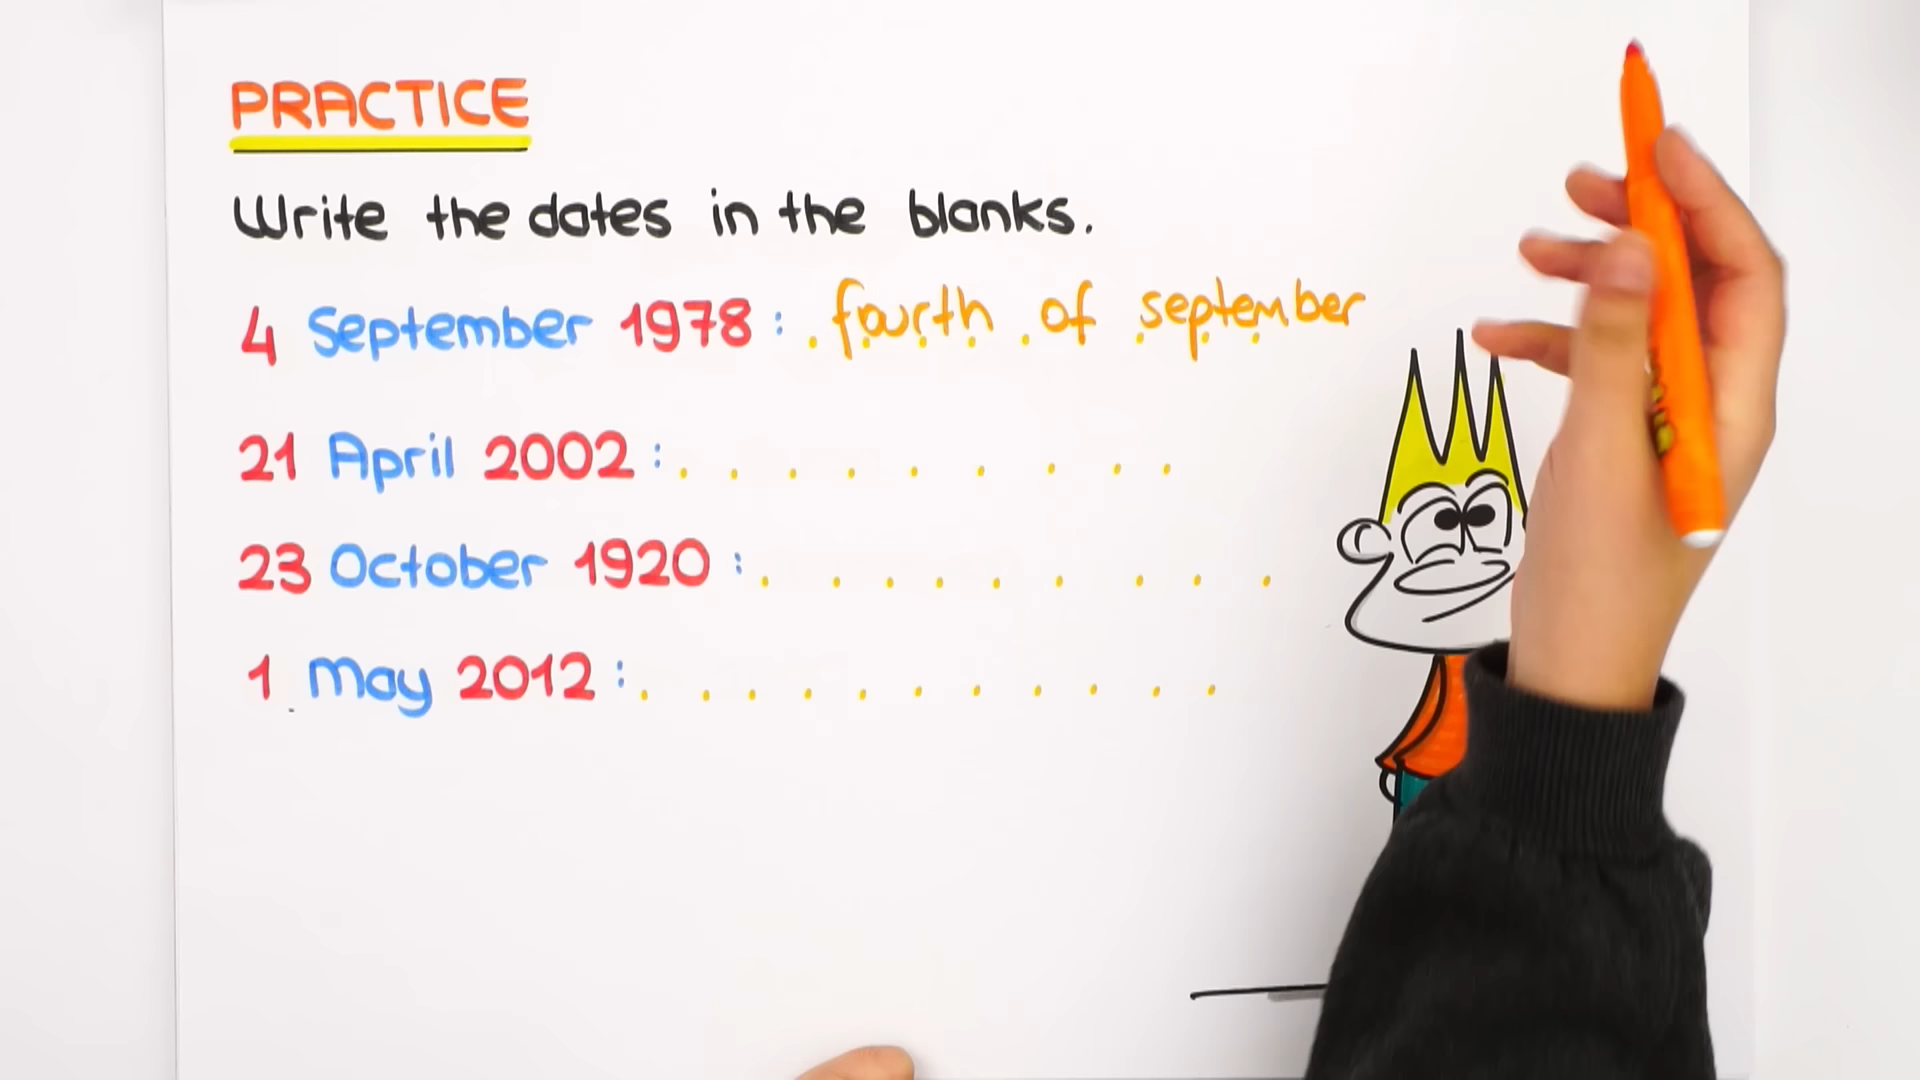 PRACTICE
Write the dates in the blanks.
4 September 1978 : fourth of september
21 April 2002 : . . . . . . . . .
23 October 1920 : . . . . . . . . .
1 May 2012 : . . . . . . . . . . .